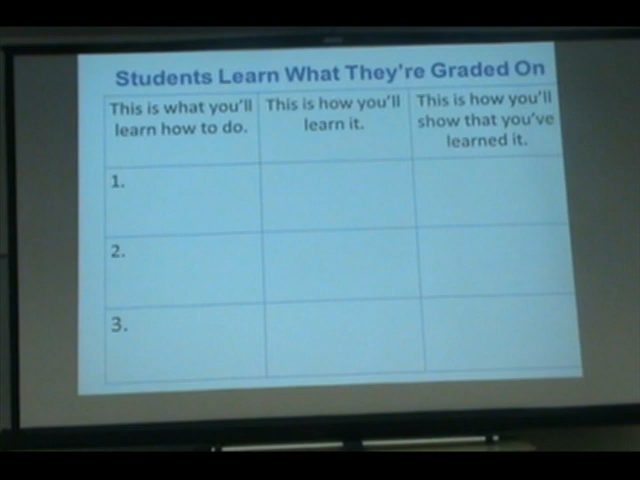 Students Learn What They're Graded On
This is what you'll
learn how to do.
This is how you'll
learn it.
This is how you'll
show that you've
learned it.
1.
2.
3.